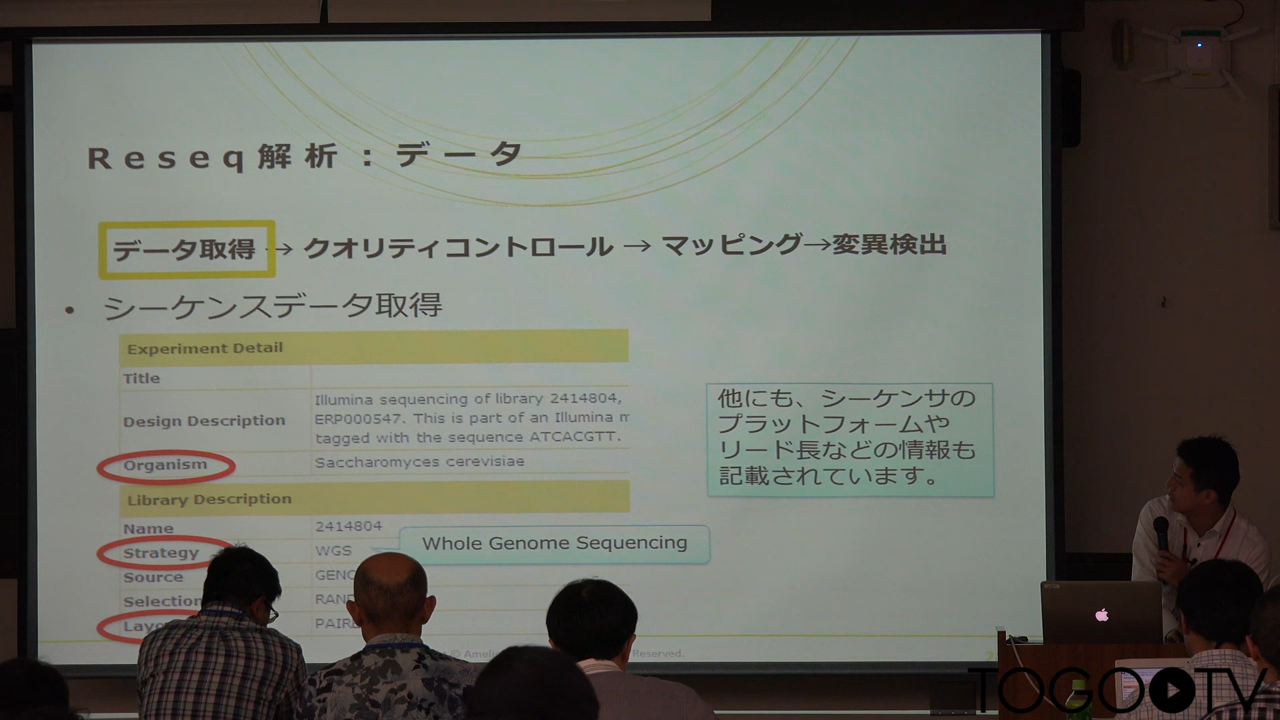 Reseq解析：データ
データ取得 → クオリティコントロール → マッピング→変異検出
• シーケンスデータ取得
Experiment Detail
Title
Design Description
Illumina sequencing of library 2414804,
ERP000547. This is part of an Illumina
tagged with the sequence ATCACGTT.
Organism Saccharomyces cerevisiae
Library Description
Name 2414804
Strategy WGS
Whole Genome Sequencing
Source
Selection
他にも、シーケンサの
プラットフォームや
リード長などの情報も
記載されています。
Reserved.
TOGOTV